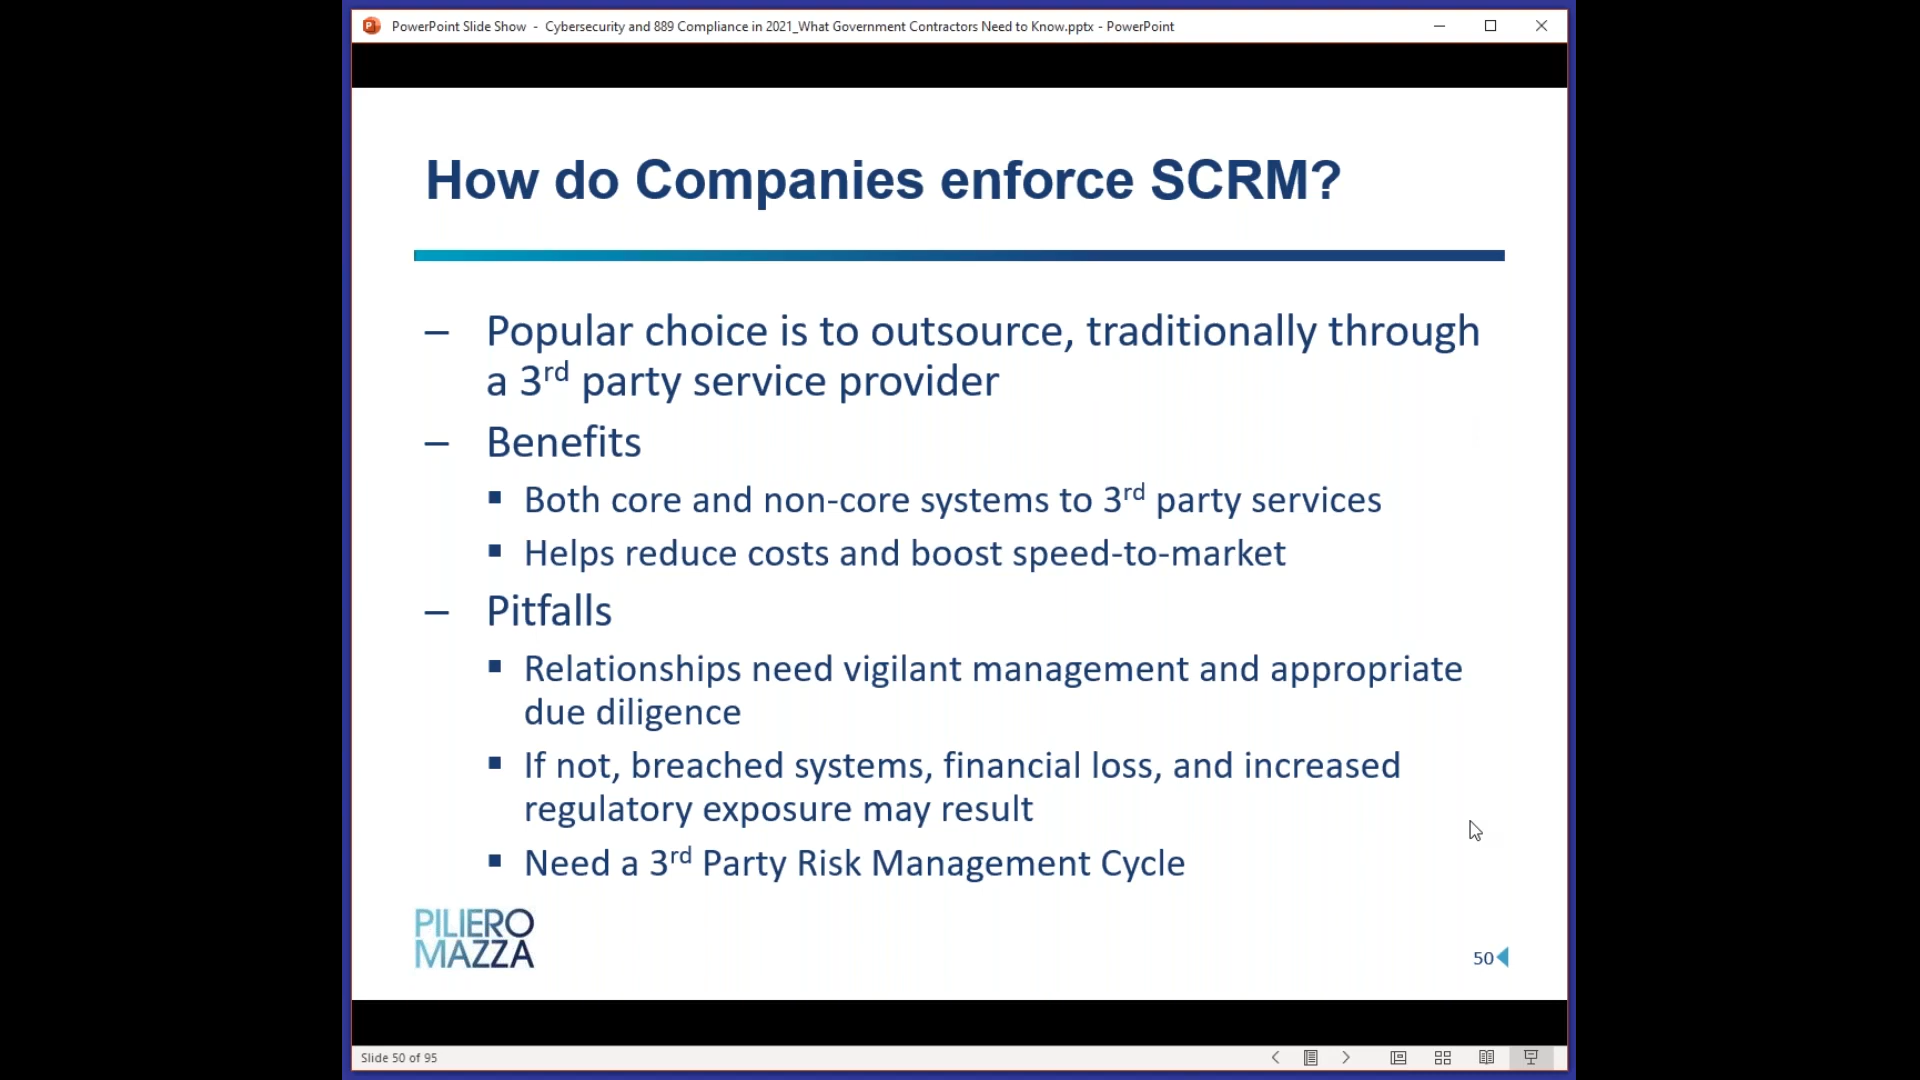 PowerPoint Slide Show - Cybersecurity and 889 Compliance in 2021_What Government Contractors Need to Know.pptx - PowerPoint
How do Companies enforce SCRM?
– Popular choice is to outsource, traditionally through
a 3rd party service provider
– Benefits
▪ Both core and non-core systems to 3rd party services
▪ Helps reduce costs and boost speed-to-market
– Pitfalls
▪ Relationships need vigilant management and appropriate
due diligence
▪ If not, breached systems, financial loss, and increased
regulatory exposure may result
▪ Need a 3rd Party Risk Management Cycle
PILIERO
MAZZA
50
Slide 50 of 95